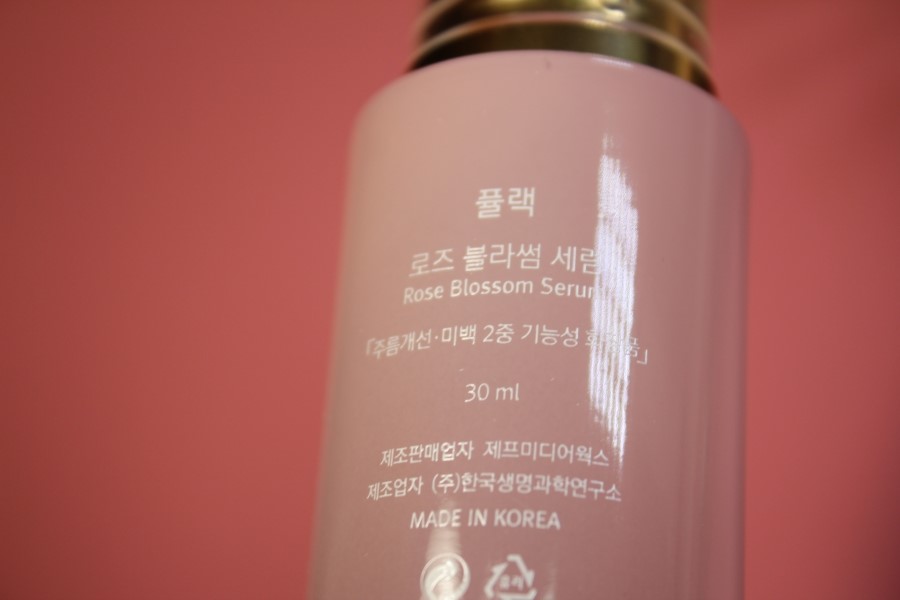 퓰랙
로즈 블라썸 세럼
Rose Blossom Serum
「주름개선·미백 2중 기능성 화장품」
30 ml
제조판매업자 제프미디어웍스
제조업자 (주)한국생명과학연구소
MADE IN KOREA